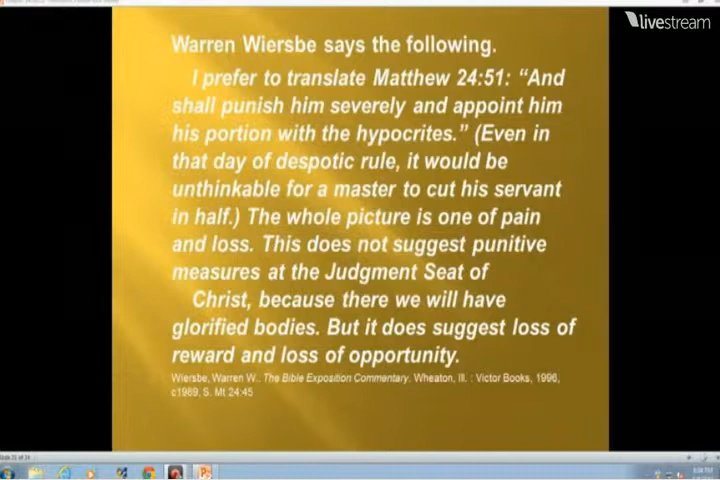 livestream
Warren Wiersbe says the following.
I prefer to translate Matthew 24:51: “And
shall punish him severely and appoint him
his portion with the hypocrites.” (Even in
that day of despotic rule, it would be
unthinkable for a master to cut his servant
in half.) The whole picture is one of pain
and loss. This does not suggest punitive
measures at the Judgment Seat of
Christ, because there we will have
glorified bodies. But it does suggest loss of
reward and loss of opportunity.
Wiersbe, Warren W.: The Bible Exposition Commentary. Wheaton, Ill. : Victor Books, 1996,
c1989, S. Mt 24:45